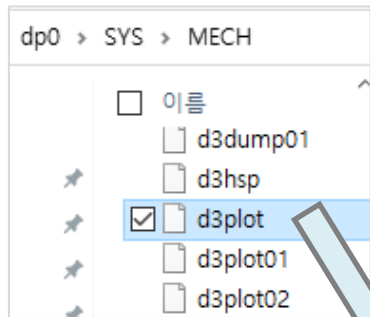 dp0 > SYS > MECH
이름
d3dump01
d3hsp
d3plot
d3plot01
d3plot02